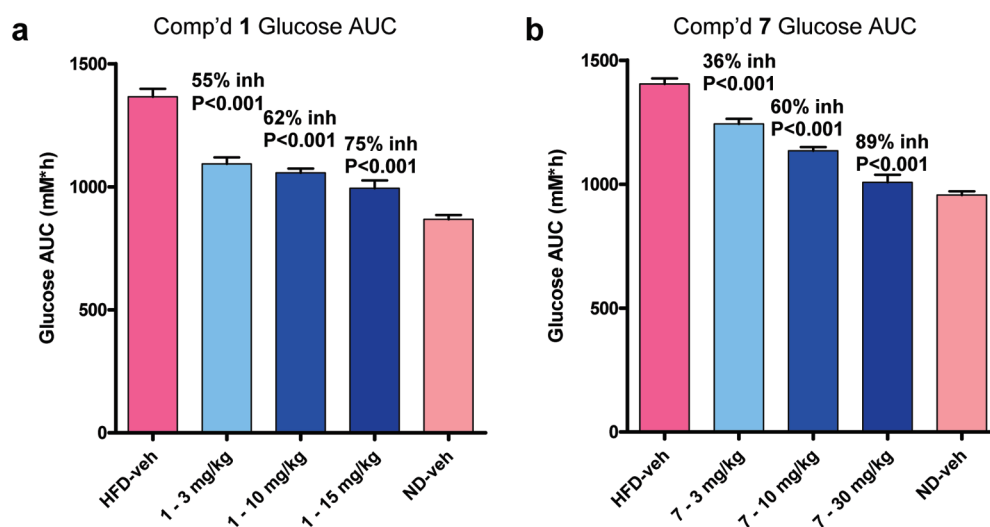 a
Comp'd 1 Glucose AUC
Glucose AUC (mM*h)
1500
1000
500
0
55% inh
P<0.001
62% inh
P<0.001
75% inh
P<0.001
HFD-veh
1 - 3 mg/kg
1 - 10 mg/kg
1 - 15 mg/kg
ND-veh
b
Comp'd 7 Glucose AUC
Glucose AUC (mM*h)
1500
1000
500
0
36% inh
P<0.001
60% inh
P<0.001
89% inh
P<0.001
HFD-veh
7 - 3 mg/kg
7 - 10 mg/kg
7 - 30 mg/kg
ND-veh